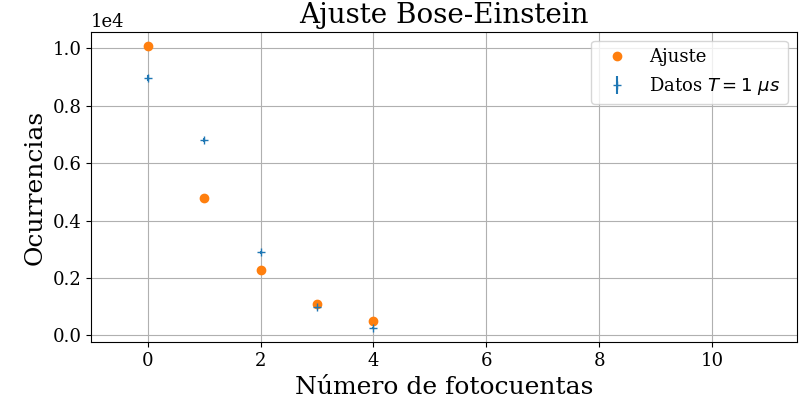 Ajuste Bose-Einstein
1e4
1.0
0.8
0.6
0.4
0.2
0.0
Ocurrencias
Ajuste
Datos T = 1 μs
0 2 4 6 8 10
Número de fotocuentas